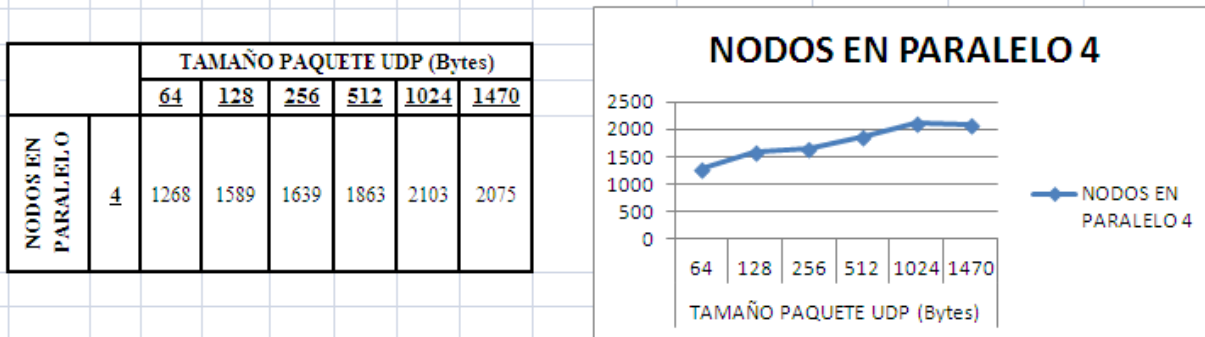 TAMAÑO PAQUETE UDP (Bytes)
64 128 256 512 1024 1470
NODOS EN
PARALELO
4 1268 1589 1639 1863 2103 2075
NODOS EN PARALELO 4
2500
2000
1500
1000
500
0
64 128 256 512 1024 1470
TAMAÑO PAQUETE UDP (Bytes)
NODOS EN
PARALELO 4